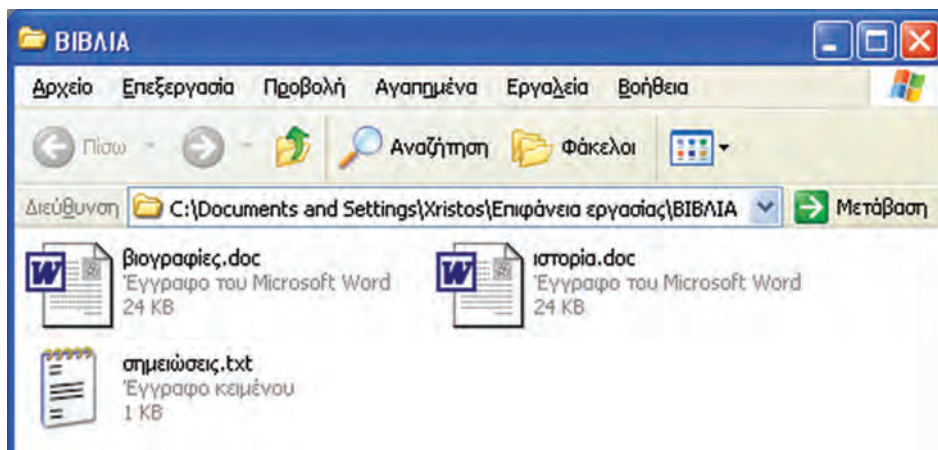 ΒΙΒΛΙΑ
Αρχείο Επεξεργασία Προβολή Αγαπημένα Εργαλεία Βοήθεια
Πίσω Αναζήτηση Φάκελοι
Διεύθυνση C:\Documents and Settings\Xristos\Επιφάνεια εργασίας\ΒΙΒΛΙΑ Μετάβαση
βιογραφίες.doc
Έγγραφο του Microsoft Word
24 KB
ιστορία.doc
Έγγραφο του Microsoft Word
24 KB
σημειώσεις.txt
Έγγραφο κειμένου
1 KB